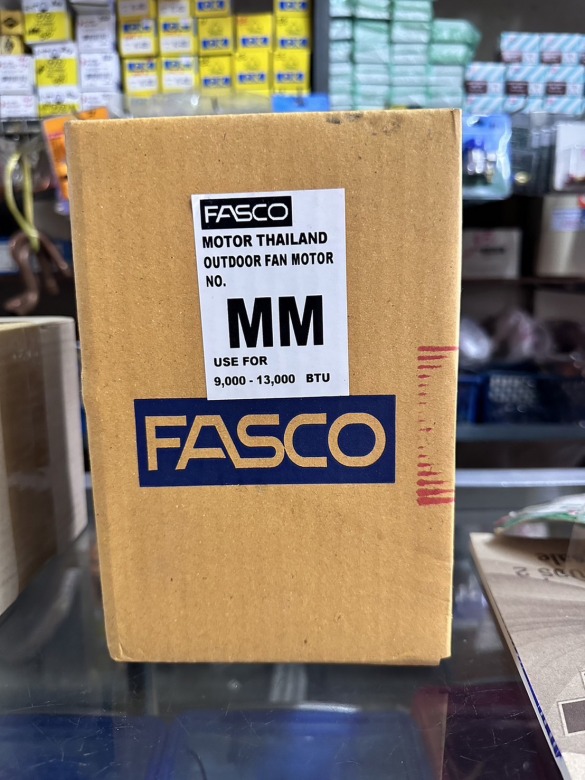 FASCO
MOTOR THAILAND
OUTDOOR FAN MOTOR
NO.
MM
USE FOR
9,000 - 13,000 BTU
FASCO